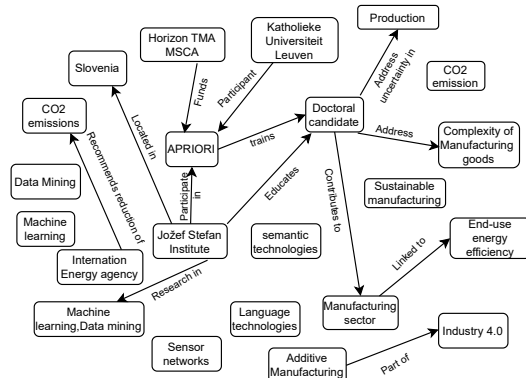 Horizon TMA
MSCA
Katholieke
Universiteit
Leuven
Production
Slovenia
CO2
emission
Funds
Participant
Address
uncertainty in
CO2
emissions
Located in
APRIORI
trains
Doctoral
candidate
Address
Complexity of
Manufacturing
goods
Recommends reduction of
Data Mining
Participate
in
Educates
Contributes to
Sustainable
manufacturing
Machine
learning
Jožef Stefan
Institute
semantic
technologies
End-use
energy
efficiency
Internation
Energy agency
Research in
Linked to
Machine
learning,Data mining
Language
technologies
Manufacturing
sector
Industry 4.0
Sensor
networks
Additive
Manufacturing
Part of